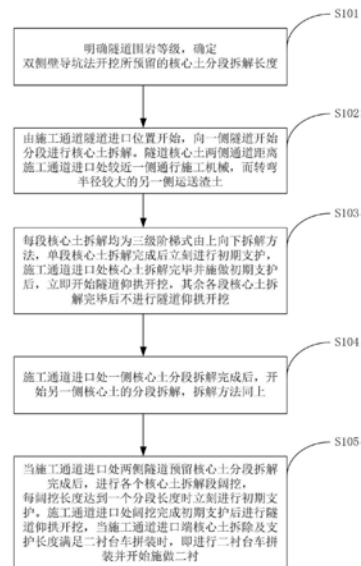 S101
明确隧道围岩等级，确定
双侧壁导坑法开挖所预留的核心土分段拆解长度
S102
由施工通道隧道进口位置开始，向一侧隧道开始
分段进行核心土拆解。隧道核心土两侧通道距离
施工通道进口处较近一侧通行施工机械，而转弯
半径较大的另一侧运送渣土
S103
每段核心土拆解均为三级阶梯式由上向下拆解方
法，单段核心土拆解完成后立刻进行初期支护，
施工通道进口处核心土拆解完毕并施做初期支护
后，立即开始隧道仰拱开挖，其余各段核心土拆
解完毕后不进行隧道仰拱开挖
S104
施工通道进口处一侧核心土分段拆解完成后，开
始另一侧核心土的分段拆解，拆解方法同上
S105
当施工通道进口处两侧隧道预留核心土分段拆解
完成后，进行各个核心土拆解段阔挖，
每阔挖长度达到一个分段长度时立刻进行初期支
护。施工通道进口处阔挖完成初期支护后进行隧
道仰拱开挖，当施工通道进口端核心土拆除及支
护长度满足二衬台车拼装时，即进行二衬台车拼
装并开始施做二衬